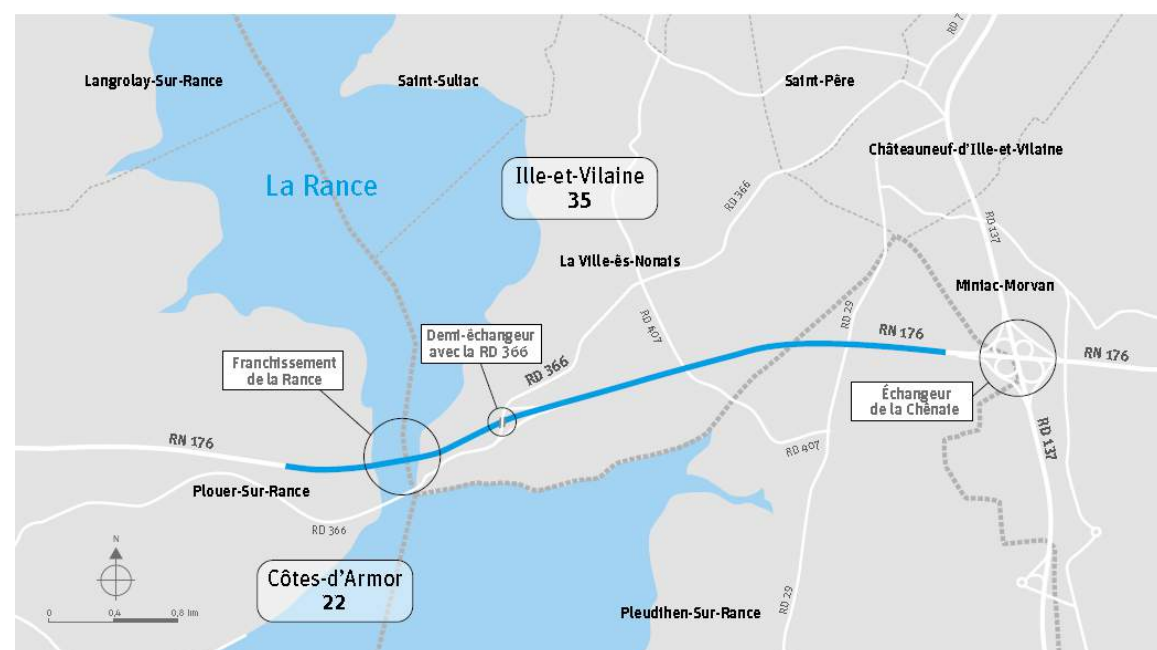 RD 7
Langrolay-Sur-Rance
Saint-Suliac
Saint-Père
Châteauneuf-d'Ille-et-Vilaine
La Rance
Ille-et-Vilaine
35
RD 366
RD 137
La Ville-ès-Nonais
Miniac-Morvan
RD 29
RD 407
RN 176
RN 176
Demi-échangeur
avec la RD 366
Franchissement
de la Rance
RD 366
Échangeur
de la Chênaie
RN 176
RD 407
RD 137
Plouer-Sur-Rance
RD 366
N
Côtes-d'Armor
22
RD 29
0 0,4 0,8 km
Pleudihen-Sur-Rance